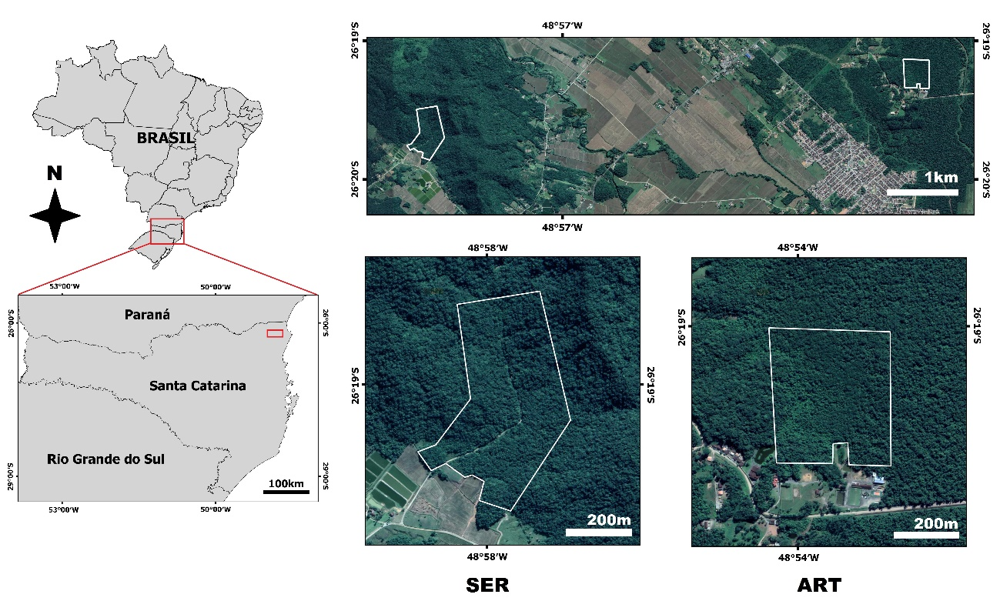 BRASIL
N
53°00'W
50°00'W
26°00'S
26°00'S
Paraná
Santa Catarina
Rio Grande do Sul
100km
29°00'S
29°00'S
53°00'W
50°00'W
48°57'W
26°19'S
26°19'S
26°20'S
26°20'S
1km
48°57'W
48°58'W
26°19'S
26°19'S
200m
48°58'W
SER
48°54'W
26°19'S
26°19'S
200m
48°54'W
ART